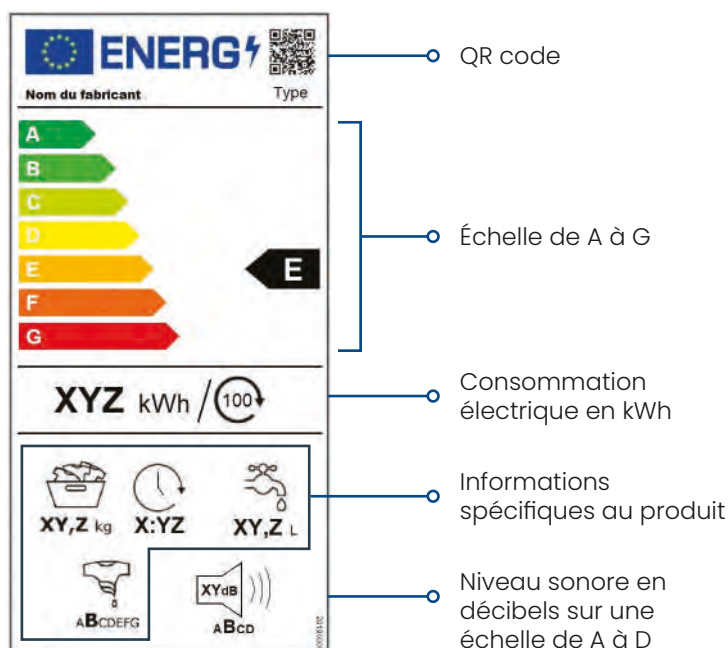 ENERG
QR code
Nom du fabricant
Type
A
B
C
D
E
F
G
E
Échelle de A à G
XYZ kWh / 100
Consommation
électrique en kWh
Informations
spécifiques au produit
XY,Z kg
X:YZ
XY,Z L
ABCDEFG
XYdB
ABCD
Niveau sonore en
décibels sur une
échelle de A à D